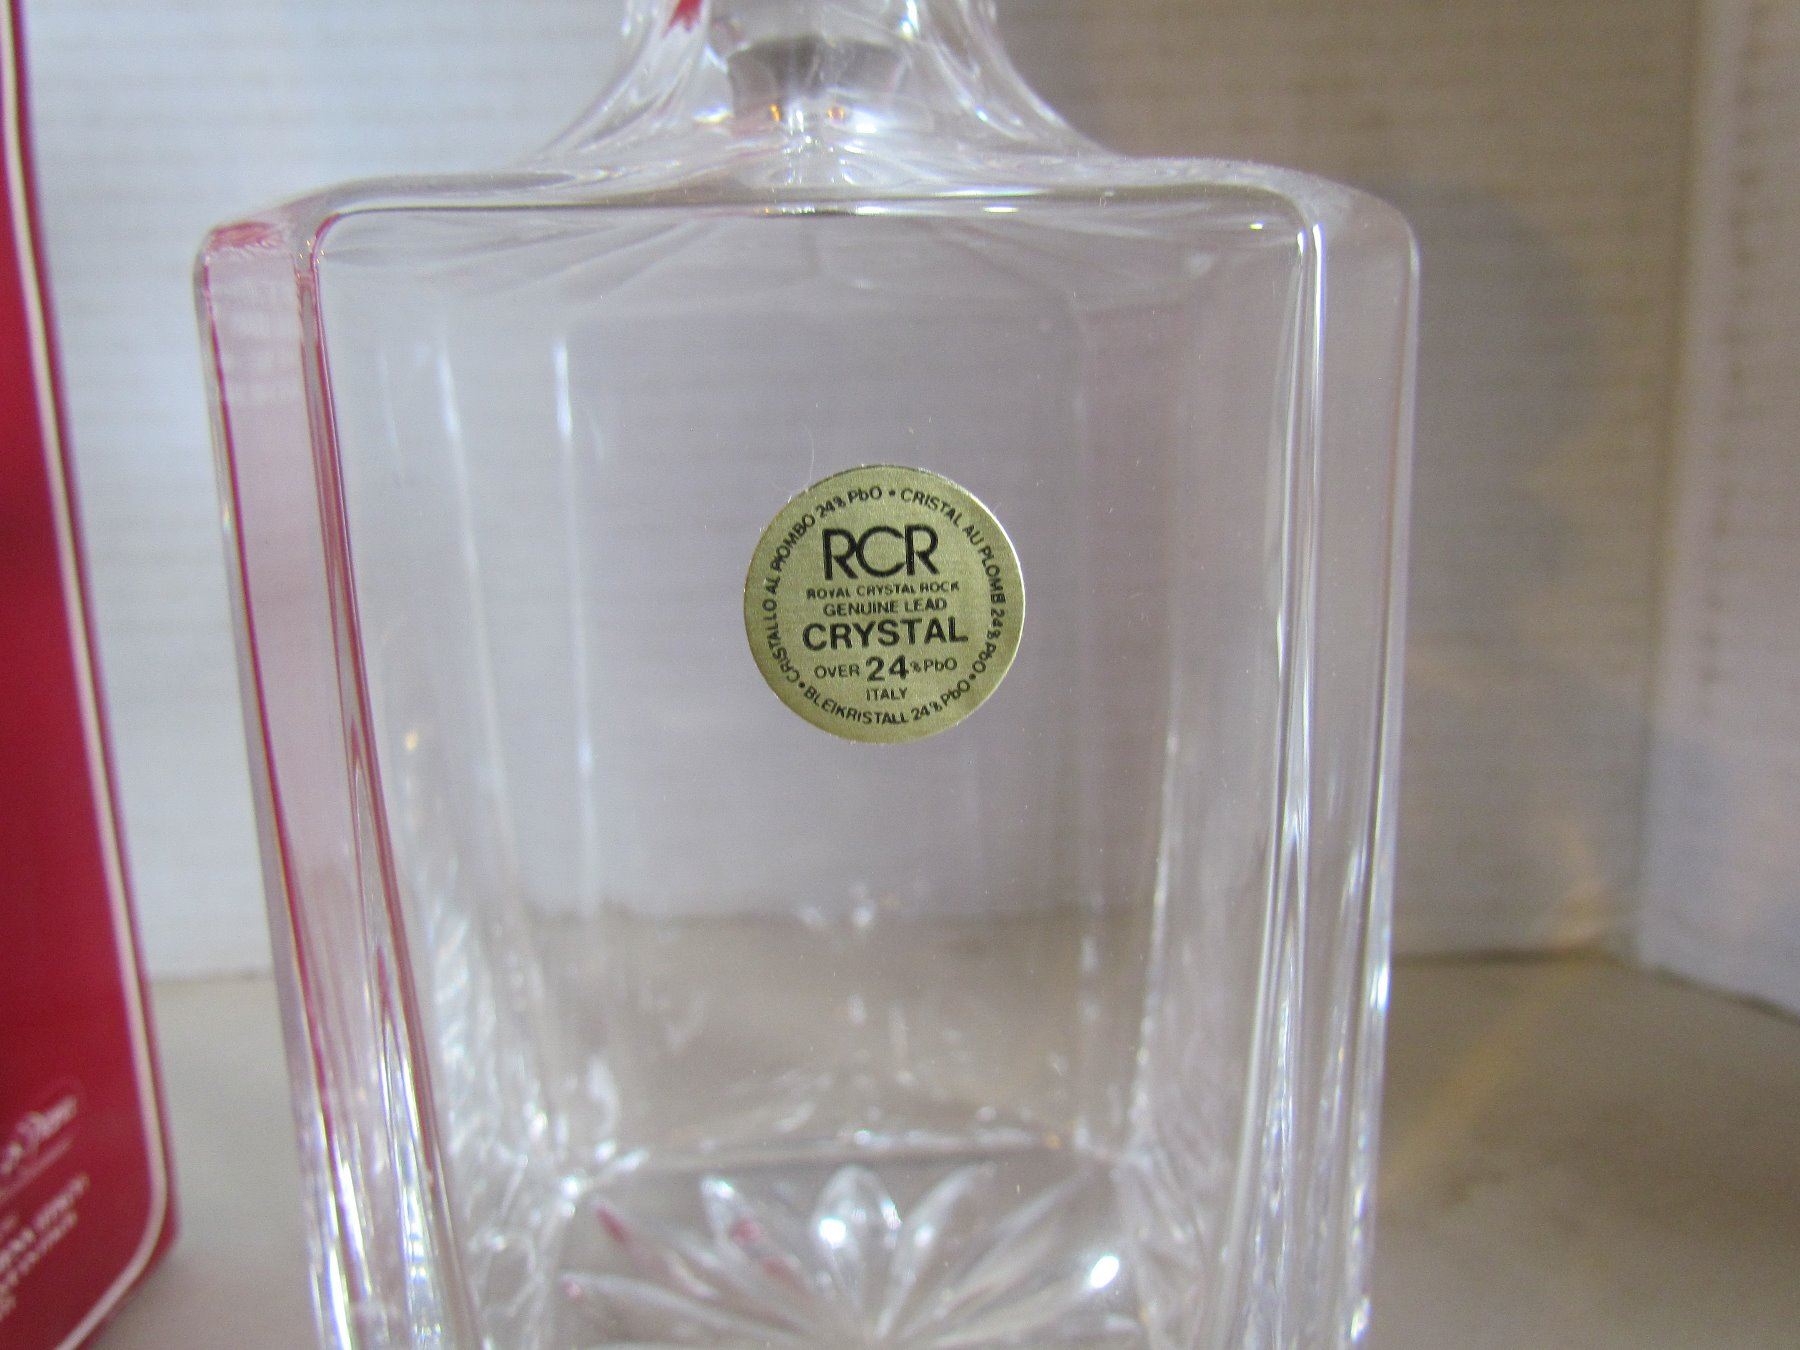 RCR
ROYAL CRYSTAL ROCK
GENUINE LEAD
CRYSTAL
OVER 24% PbO
ITALY
• CRISTALLO AL PIOMBO 24% PbO • CRISTAL AU PLOMB 24% PbO • BLEIKRISTALL 24% PbO